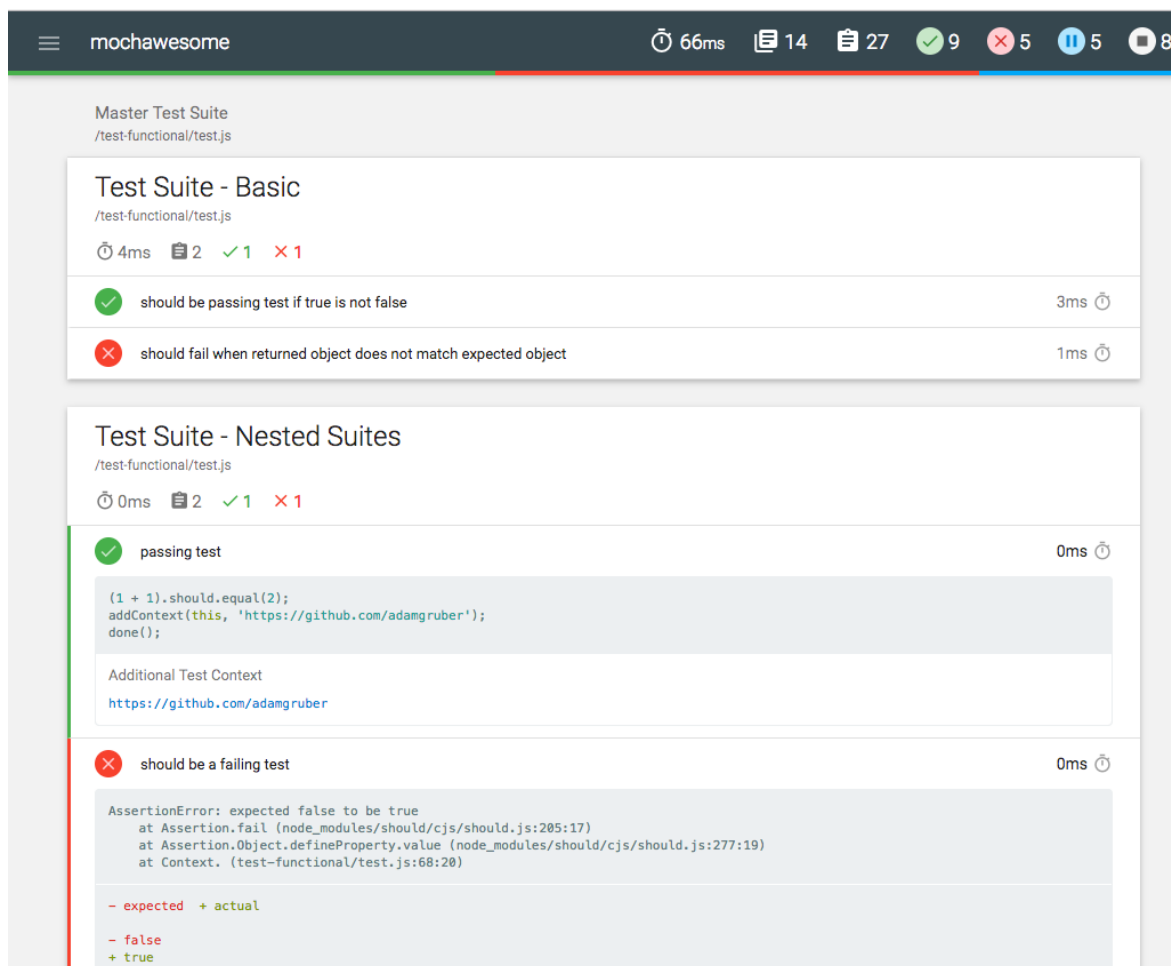 mochawesome 66ms 14 27 9 5 5 8
Master Test Suite
/test-functional/test.js
Test Suite - Basic
/test-functional/test.js
4ms 2 1 1
should be passing test if true is not false 3ms
should fail when returned object does not match expected object 1ms
Test Suite - Nested Suites
/test-functional/test.js
0ms 2 1 1
passing test 0ms
(1 + 1).should.equal(2);
addContext(this, 'https://github.com/adamgruber');
done();
Additional Test Context
https://github.com/adamgruber
should be a failing test 0ms
AssertionError: expected false to be true
    at Assertion.fail (node_modules/should/cjs/should.js:205:17)
    at Assertion.Object.defineProperty.value (node_modules/should/cjs/should.js:277:19)
    at Context. (test-functional/test.js:68:20)
- expected + actual
- false
+ true